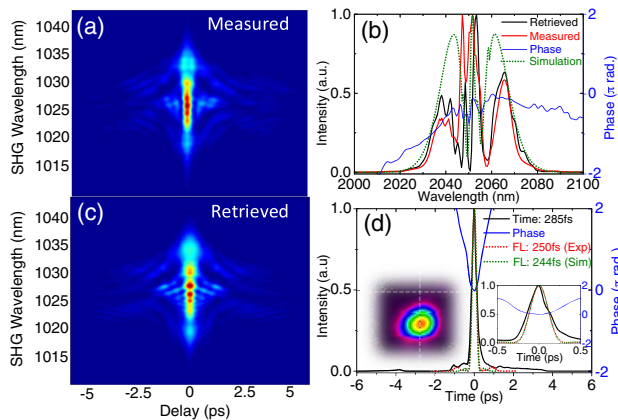 (a) Measured
SHG Wavelength (nm)
1040
1035
1030
1025
1020
1015
(b)
Retrieved
Measured
Phase
Simulation
Intensity (a.u.)
1.0
0.5
0.0
Phase (π rad.)
2
1
0
-1
-2
2000 2020 2040 2060 2080 2100
Wavelength (nm)
(c) Retrieved
SHG Wavelength (nm)
1040
1035
1030
1025
1020
1015
-5 -2.5 0 2.5 5
Delay (ps)
(d)
Time: 285fs
Phase
FL: 250fs (Exp)
FL: 244fs (Sim)
Intensity (a.u)
1.0
0.5
0.0
Phase (π rad.)
2
1
0
-1
-2
1.0
0.5
0.0
-0.5 0.0 0.5
Time (ps)
-6 -4 -2 0 2 4 6
Time (ps)